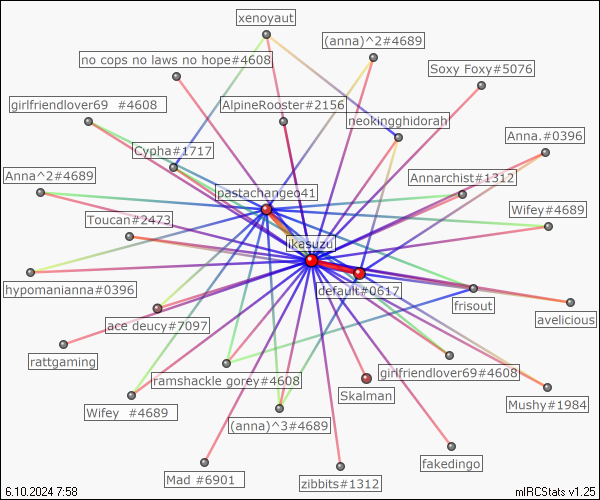 xenoyaut
(anna)^2#4689
no cops no laws no hope#4608
Soxy Foxy#5076
girlfriendlover69 #4608
AlpineRooster#2156
neokingghidorah
Anna.#0396
Cypha#1717
Anna^2#4689
Annarchist#1312
pastachangeo41
Wifey#4689
Toucan#2473
ikasuzu
hypomanianna#0396
default#0617
frisout
avelicious
ace deucy#7097
rattgaming
ramshackle gorey#4608
girlfriendlover69#4608
Skalman
Mushy#1984
Wifey #4689
(anna)^3#4689
fakedingo
Mad #6901
zibbits#1312
6.10.2024 7:58
mIRCStats v1.25